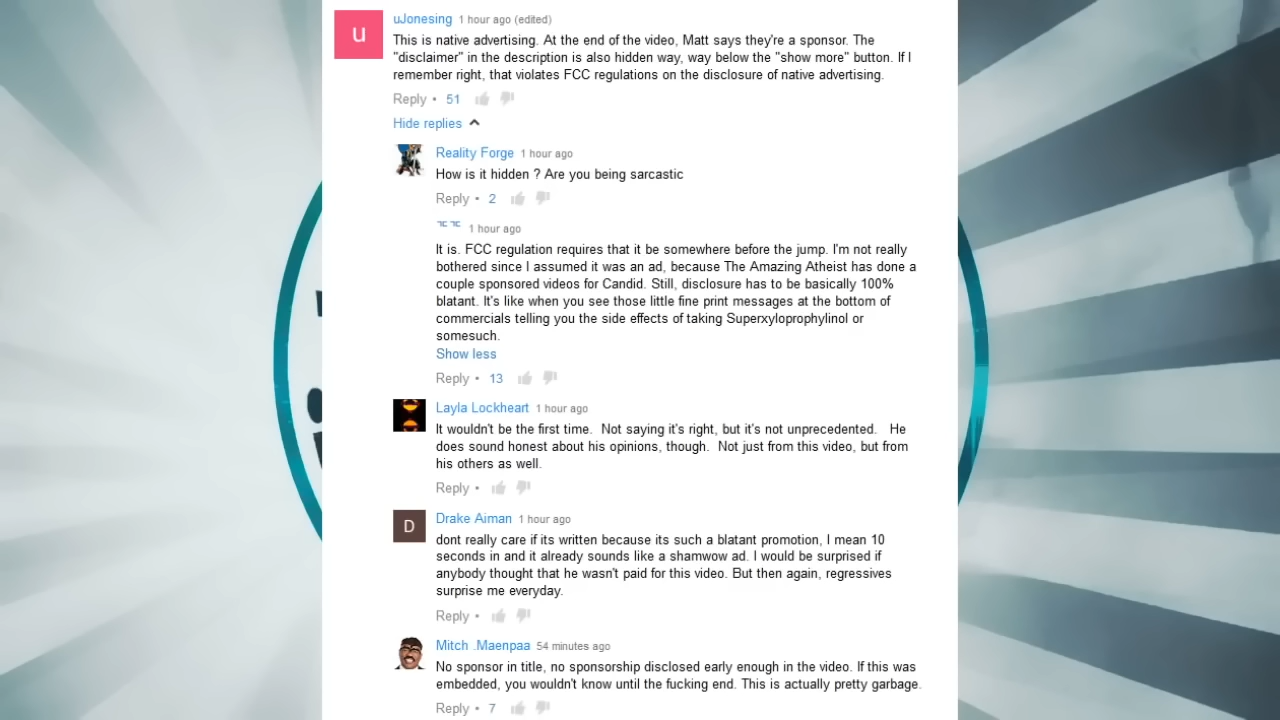 u
uJonesing 1 hour ago (edited)
This is native advertising. At the end of the video, Matt says they're a sponsor. The
"disclaimer" in the description is also hidden way, way below the "show more" button. If I
remember right, that violates FCC regulations on the disclosure of native advertising.
Reply • 51
Hide replies
Reality Forge 1 hour ago
How is it hidden ? Are you being sarcastic
Reply • 2
1 hour ago
It is. FCC regulation requires that it be somewhere before the jump. I'm not really
bothered since I assumed it was an ad, because The Amazing Atheist has done a
couple sponsored videos for Candid. Still, disclosure has to be basically 100%
blatant. It's like when you see those little fine print messages at the bottom of
commercials telling you the side effects of taking Superxyloprophylinol or
somesuch.
Show less
Reply • 13
Layla Lockheart 1 hour ago
It wouldn't be the first time.  Not saying it's right, but it's not unprecedented.   He
does sound honest about his opinions, though.  Not just from this video, but from
his others as well.
Reply •
D
Drake Aiman 1 hour ago
dont really care if its written because its such a blatant promotion, I mean 10
seconds in and it already sounds like a shamwow ad. I would be surprised if
anybody thought that he wasn't paid for this video. But then again, regressives
surprise me everyday.
Reply •
Mitch .Maenpaa 54 minutes ago
No sponsor in title, no sponsorship disclosed early enough in the video. If this was
embedded, you wouldn't know until the fucking end. This is actually pretty garbage.
Reply • 7